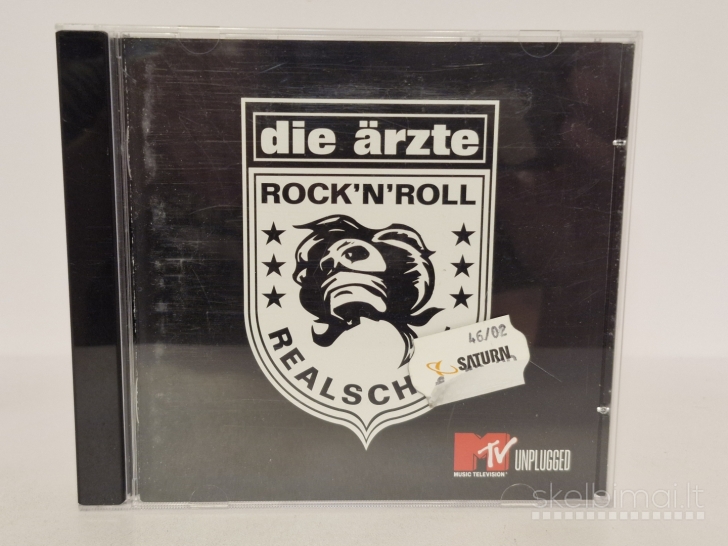 die ärzte
ROCK'N'ROLL
REALSCH
46/02
SATURN
MTV UNPLUGGED
MUSIC TELEVISION
skelbimai.lt